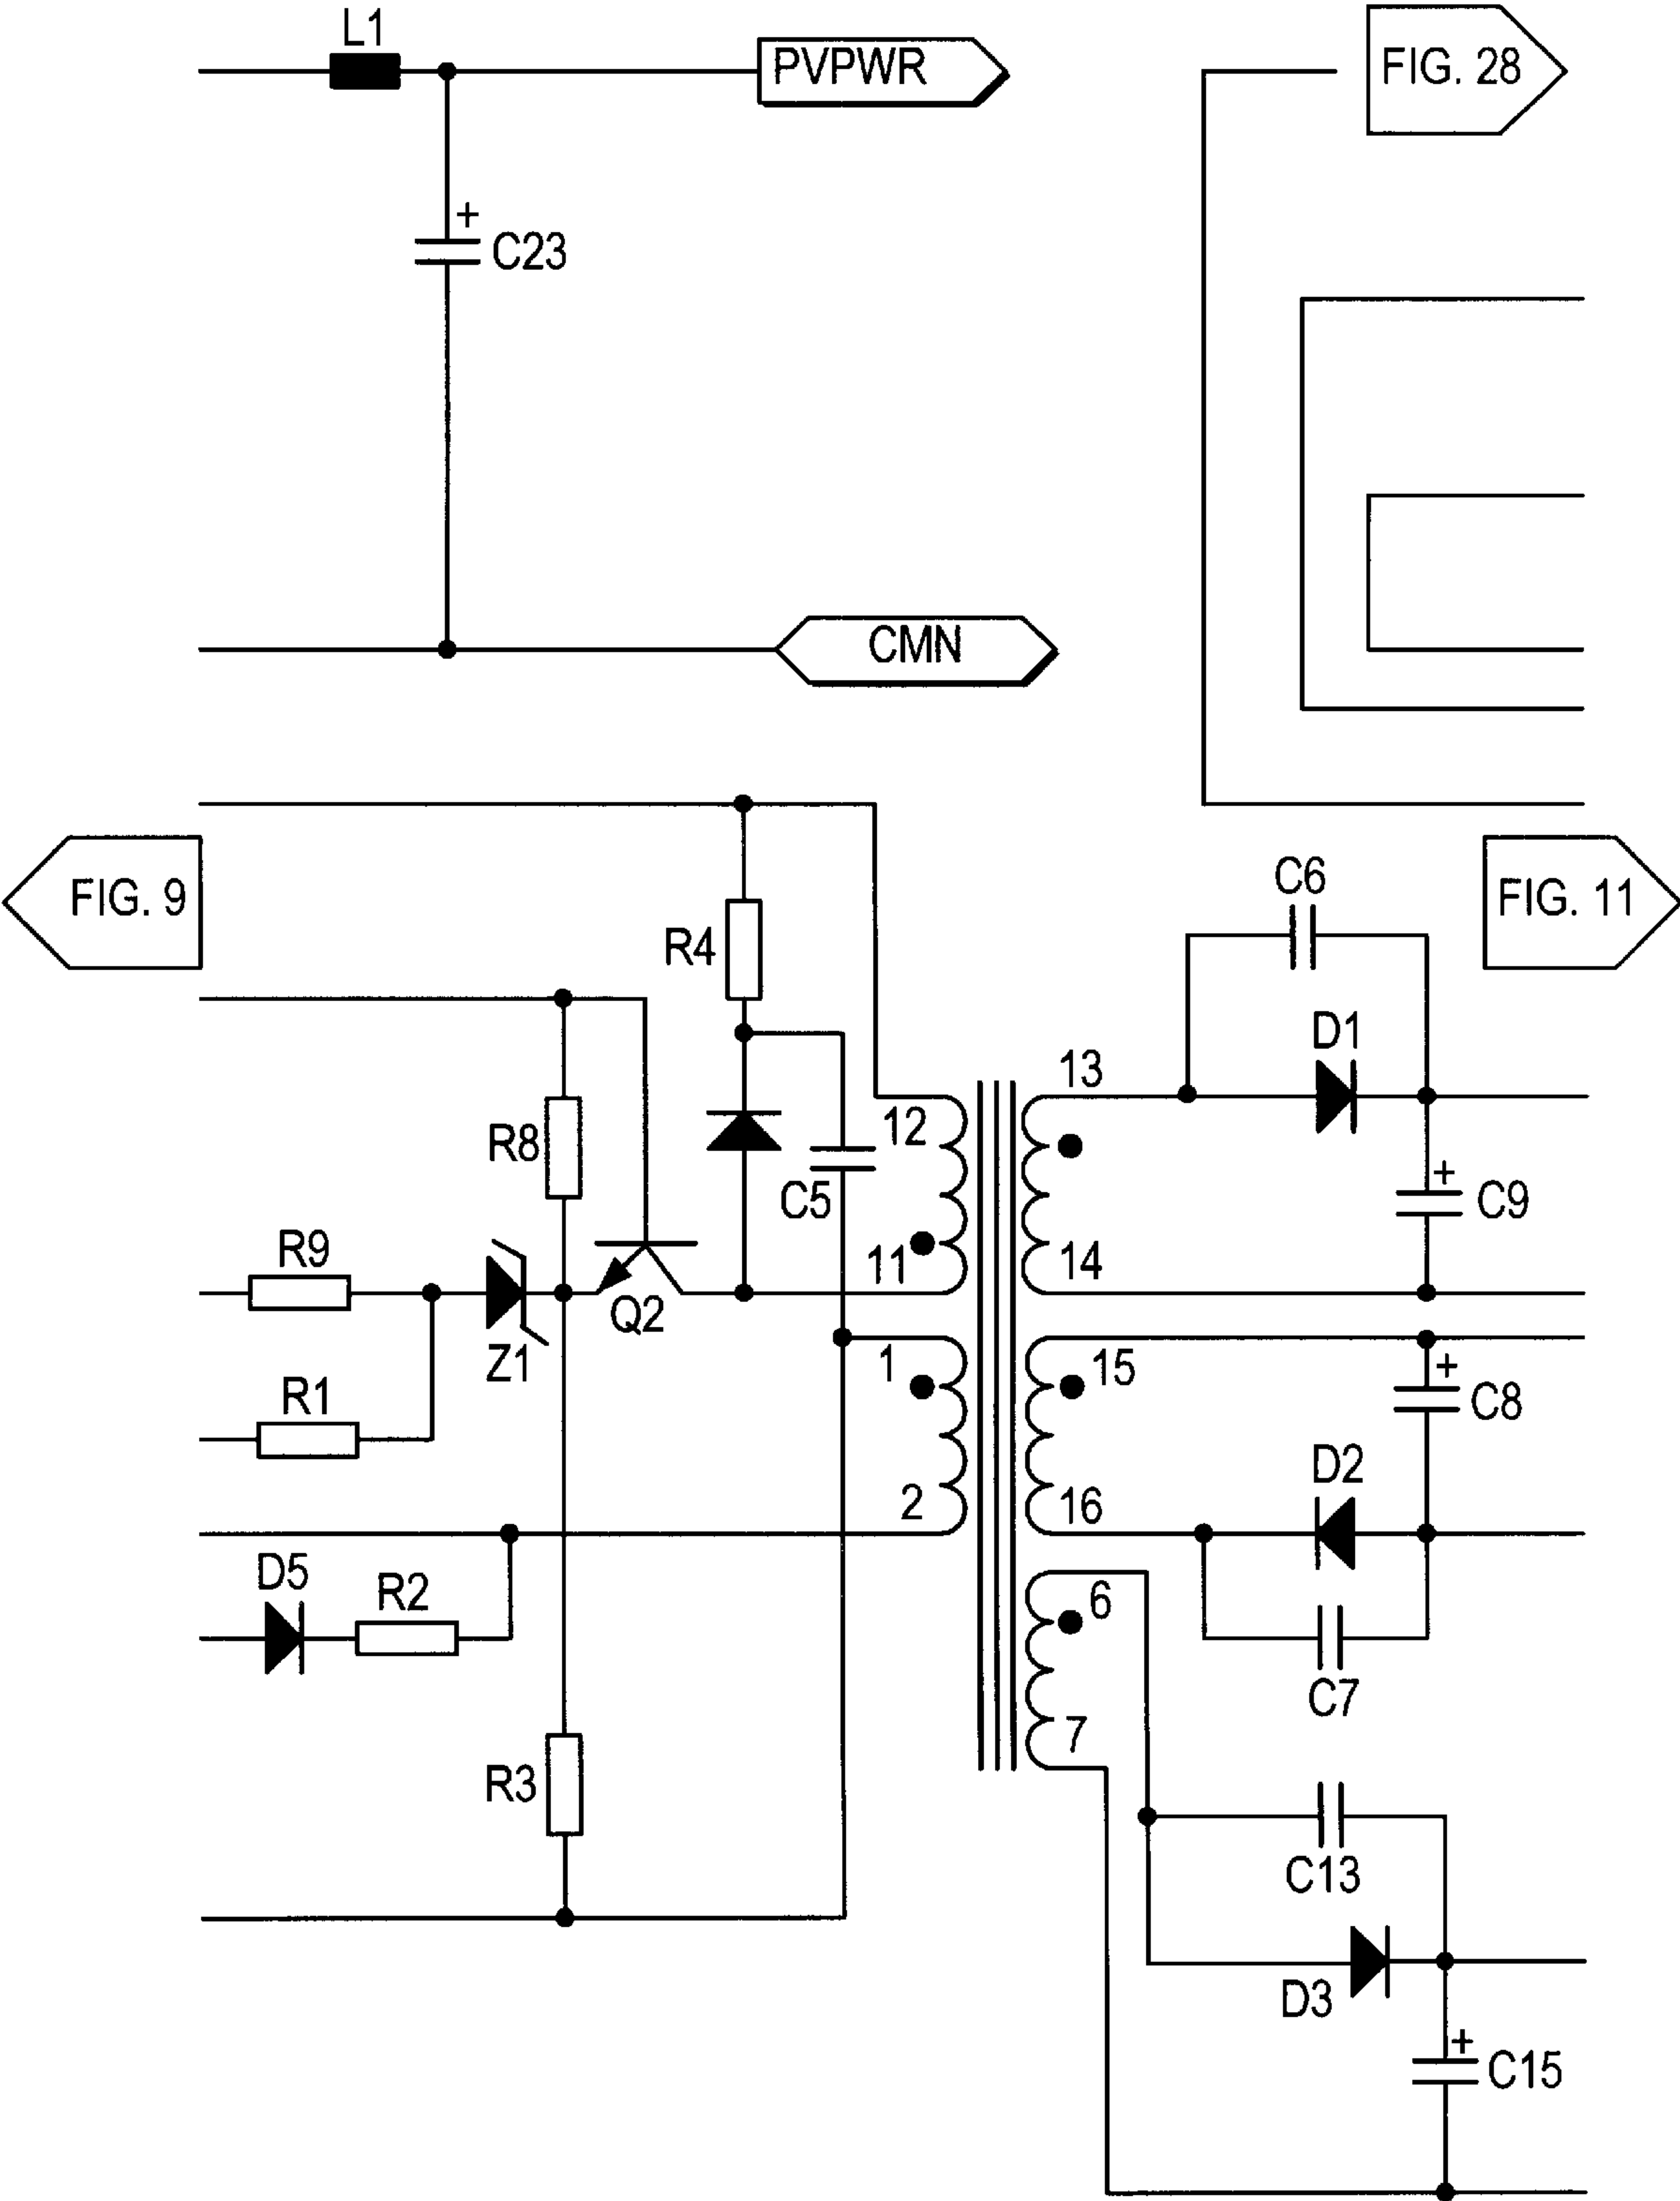 L1
PVPWR
FIG. 28
+
C23
CMN
FIG. 9
FIG. 11
C6
R4
D1
13
12
R8
C5
+
C9
R9
11
14
Q2
Z1
1
15
+
C8
R1
D2
2
16
D5
R2
6
C7
7
R3
C13
D3
+
C15